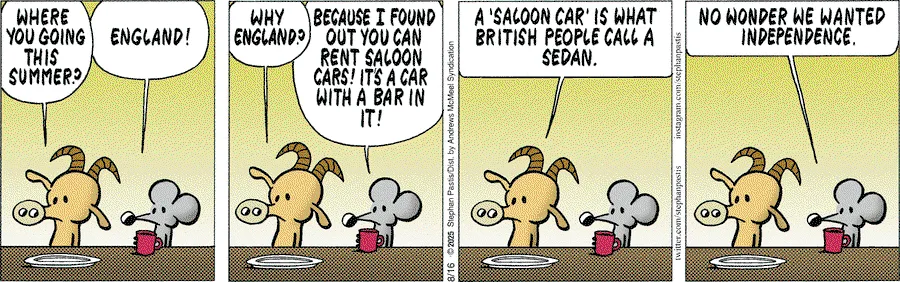 WHERE
YOU GOING
THIS
SUMMER?
ENGLAND!
WHY
ENGLAND?
BECAUSE I FOUND
OUT YOU CAN
RENT SALOON
CARS! IT'S A CAR
WITH A BAR IN
IT!
8/16 © 2025 Stephan Pastis/Dist. by Andrews McMeel Syndication
A 'SALOON CAR' IS WHAT
BRITISH PEOPLE CALL A
SEDAN.
twitter.com/stephanpastis instagram.com/stephanpastis
NO WONDER WE WANTED
INDEPENDENCE.